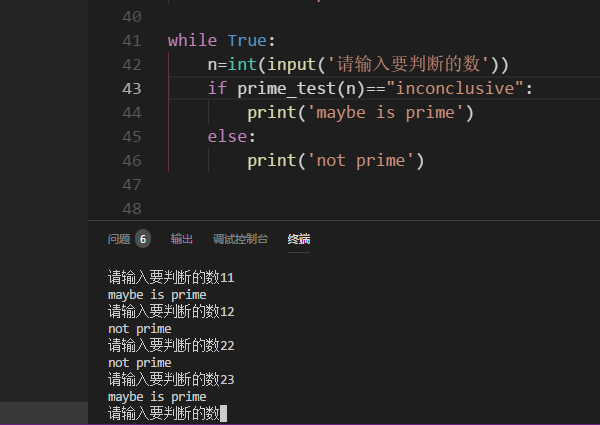 40
41 while True:
42 n=int(input('请输入要判断的数'))
43 if prime_test(n)=="inconclusive":
44 print('maybe is prime')
45 else:
46 print('not prime')
47
48
问题 6 输出 调试控制台 终端
请输入要判断的数11
maybe is prime
请输入要判断的数12
not prime
请输入要判断的数22
not prime
请输入要判断的数23
maybe is prime
请输入要判断的数